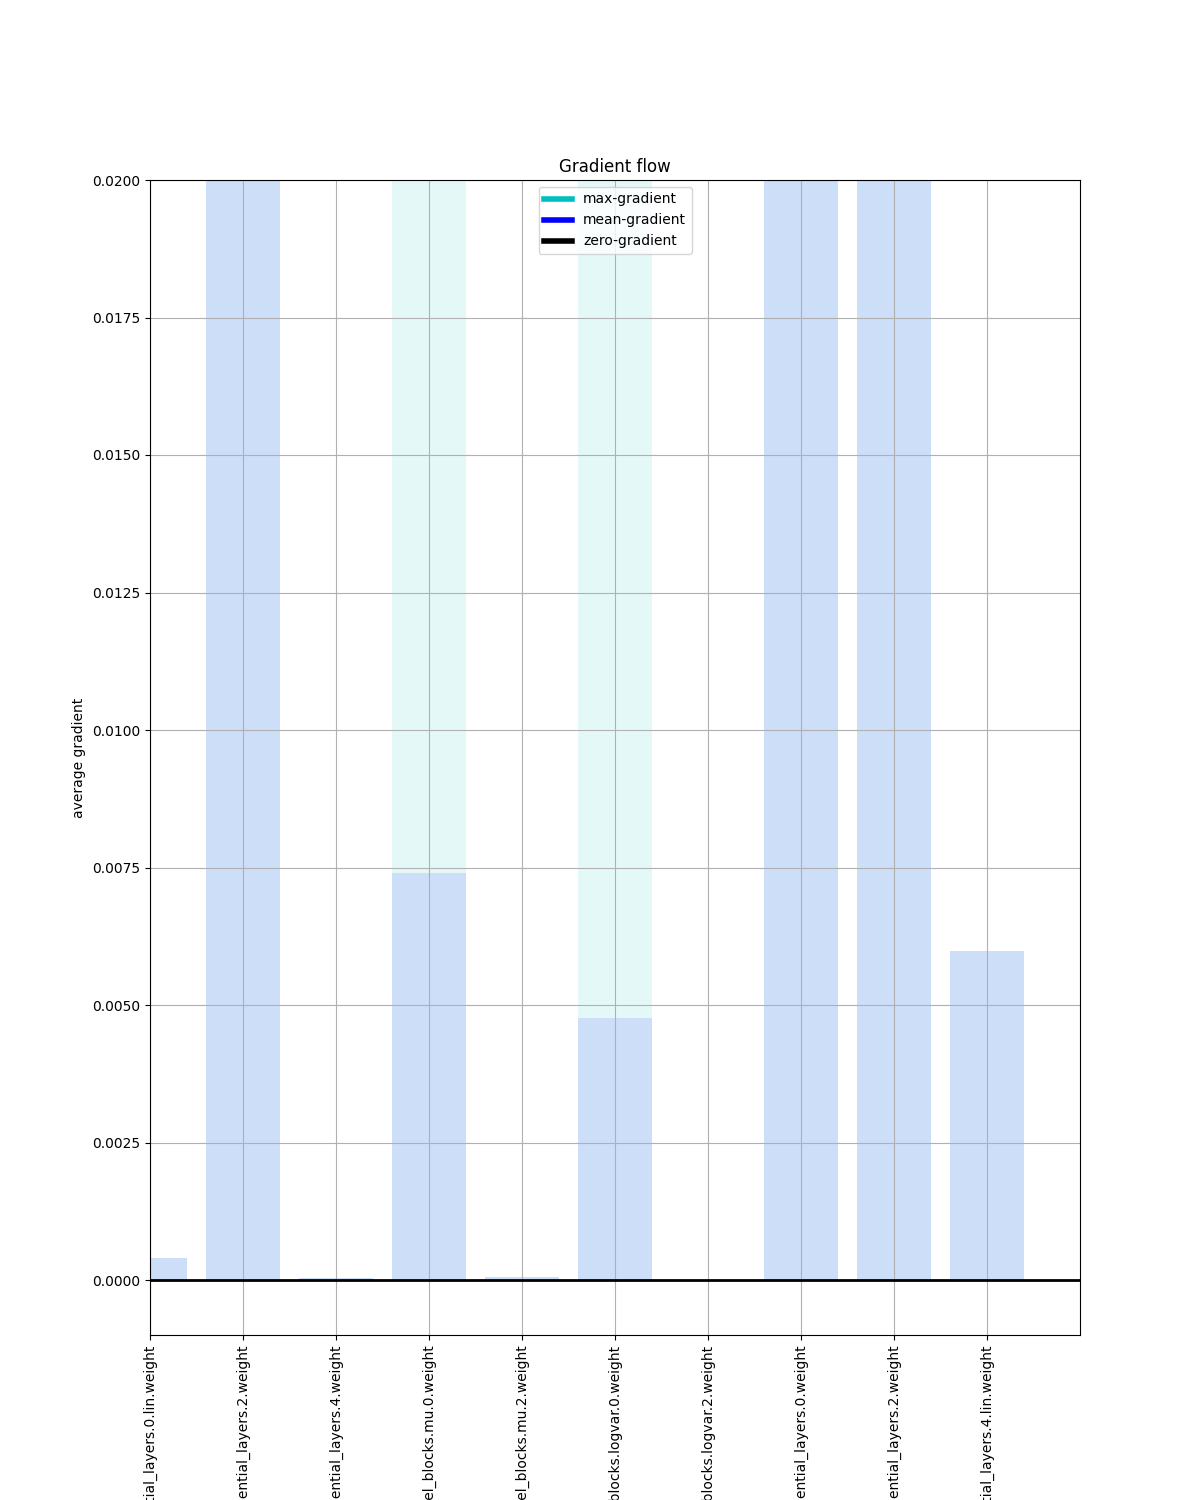 Gradient flow
max-gradient
mean-gradient
zero-gradient
0.0200
0.0175
0.0150
0.0125
0.0100
0.0075
0.0050
0.0025
0.0000
average gradient
tial_layers.0.lin.weight
ential_layers.2.weight
ential_layers.4.weight
el_blocks.mu.0.weight
el_blocks.mu.2.weight
blocks.logvar.0.weight
blocks.logvar.2.weight
ential_layers.0.weight
ential_layers.2.weight
tial_layers.4.lin.weight